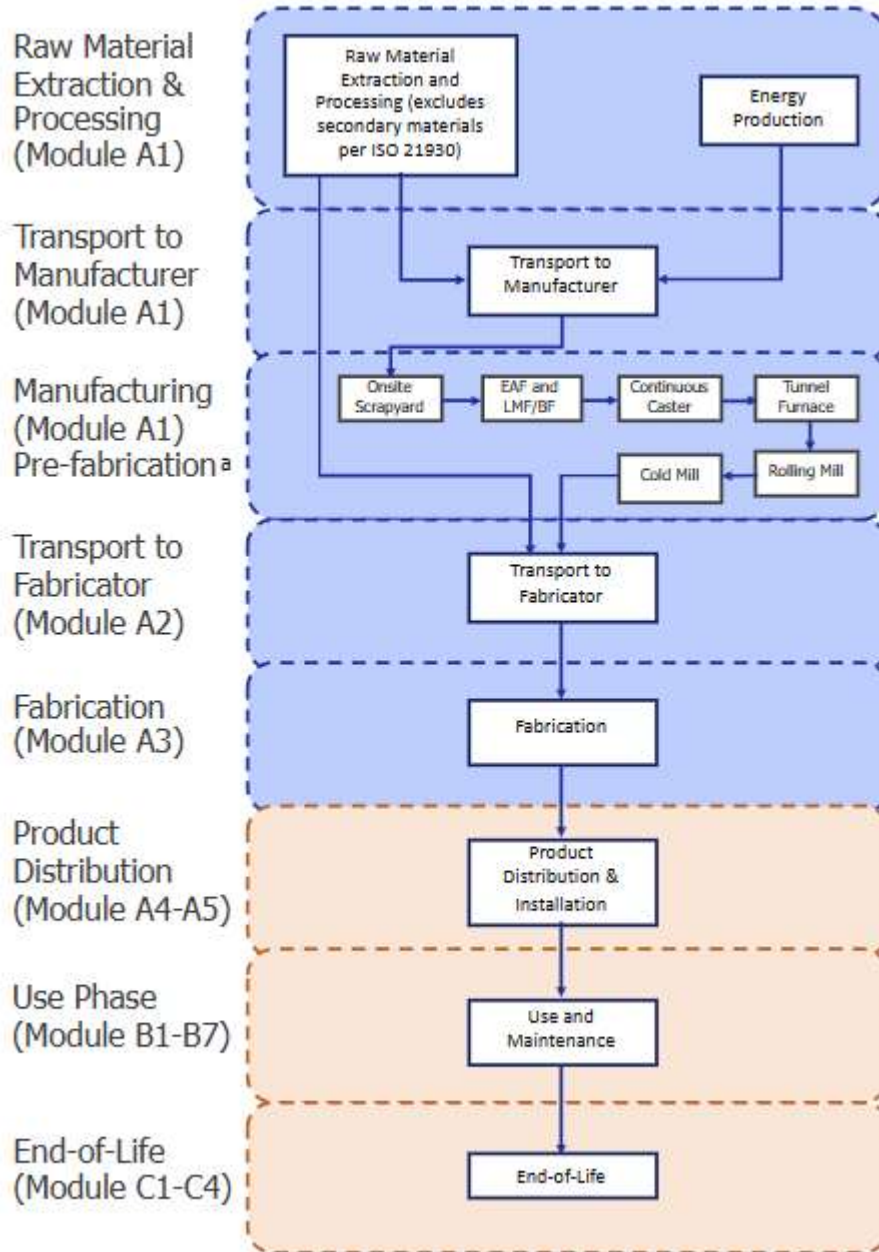 Raw Material
Extraction &
Processing
(Module A1)
Raw Material
Extraction and
Processing (excludes
secondary materials
per ISO 21930)
Energy
Production
Transport to
Manufacturer
(Module A1)
Transport to
Manufacturer
Manufacturing
(Module A1)
Pre-fabricationª
Onsite
Scrapyard
EAF and
LMF/BF
Continuous
Caster
Tunnel
Furnace
Rolling Mill
Cold Mill
Transport to
Fabricator
(Module A2)
Transport to
Fabricator
Fabrication
(Module A3)
Fabrication
Product
Distribution
(Module A4-A5)
Product
Distribution &
Installation
Use Phase
(Module B1-B7)
Use and
Maintenance
End-of-Life
(Module C1-C4)
End-of-Life